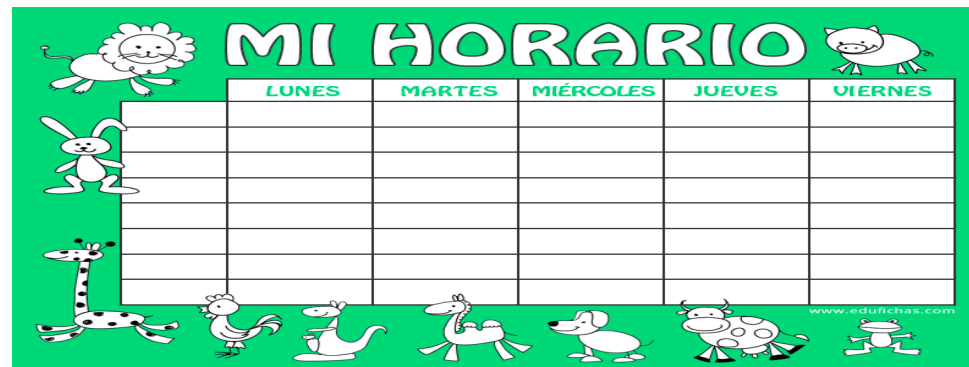 MI HORARIO
LUNES MARTES MIÉRCOLES JUEVES VIERNES
www.edufichas.com